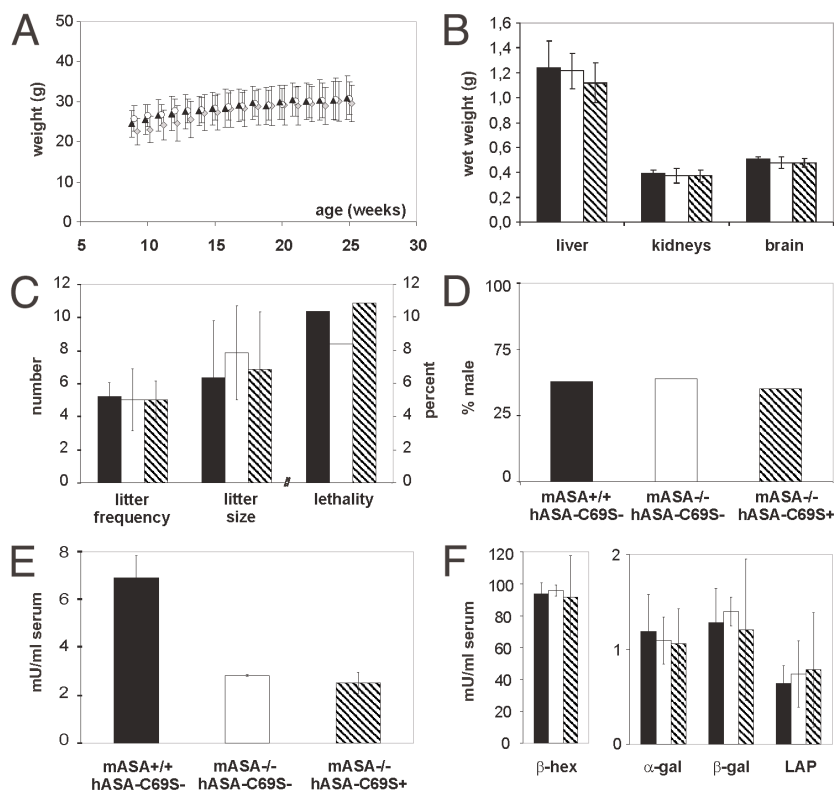 A
50
40
30
20
10
0
weight (g)
age (weeks)
5 10 15 20 25 30
B
1,6
1,4
1,2
1,0
0,8
0,6
0,4
0,2
0,0
wet weight (g)
liver kidneys brain
C
12
10
8
6
4
2
0
number
12
10
8
6
4
2
0
percent
litter frequency
litter size
//
lethality
D
100
75
25
0
% male
mASA+/+ mASA-/- mASA-/-
hASA-C69S- hASA-C69S- hASA-C69S+
E
8
6
4
2
0
mU/ml serum
mASA+/+ mASA-/- mASA-/-
hASA-C69S- hASA-C69S- hASA-C69S+
F
120
100
80
60
40
20
0
mU/ml serum
β-hex
2
1
0
α-gal β-gal LAP